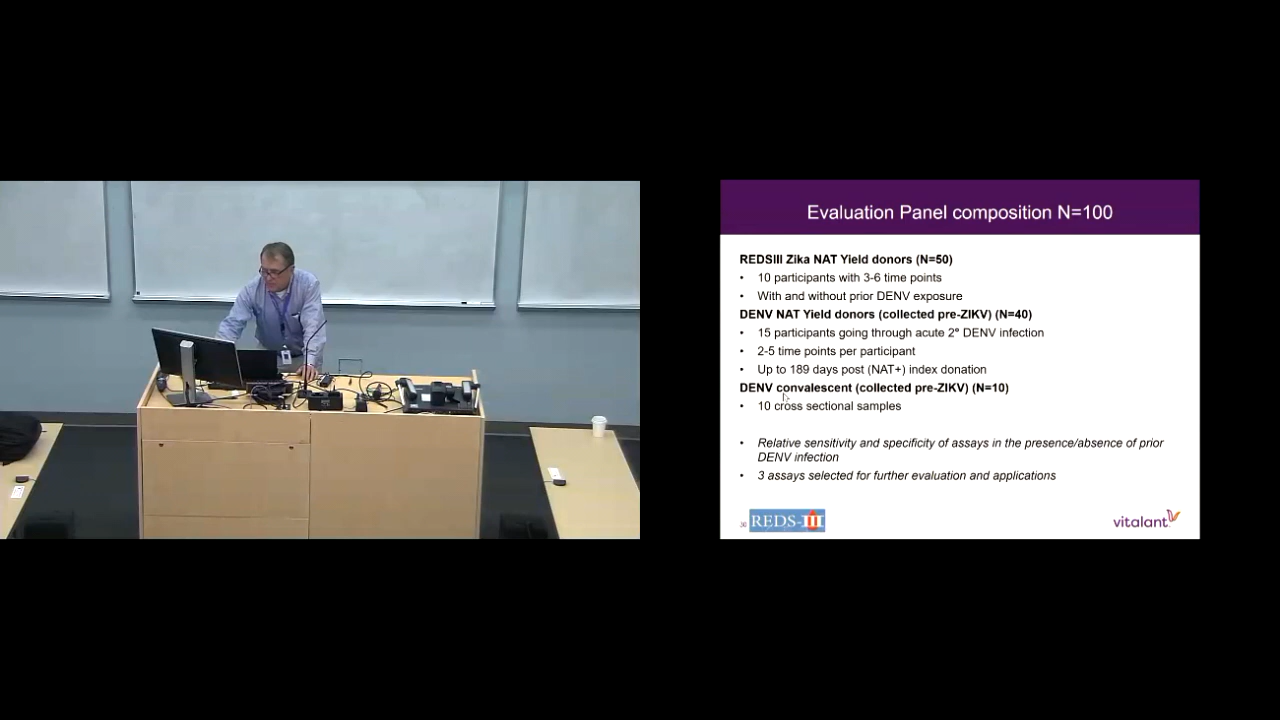 Evaluation Panel composition N=100
REDSIII Zika NAT Yield donors (N=50)
• 10 participants with 3-6 time points
• With and without prior DENV exposure
DENV NAT Yield donors (collected pre-ZIKV) (N=40)
• 15 participants going through acute 2° DENV infection
• 2-5 time points per participant
• Up to 189 days post (NAT+) index donation
DENV convalescent (collected pre-ZIKV) (N=10)
• 10 cross sectional samples
• Relative sensitivity and specificity of assays in the presence/absence of prior
DENV infection
• 3 assays selected for further evaluation and applications
REDS-III
vitalant